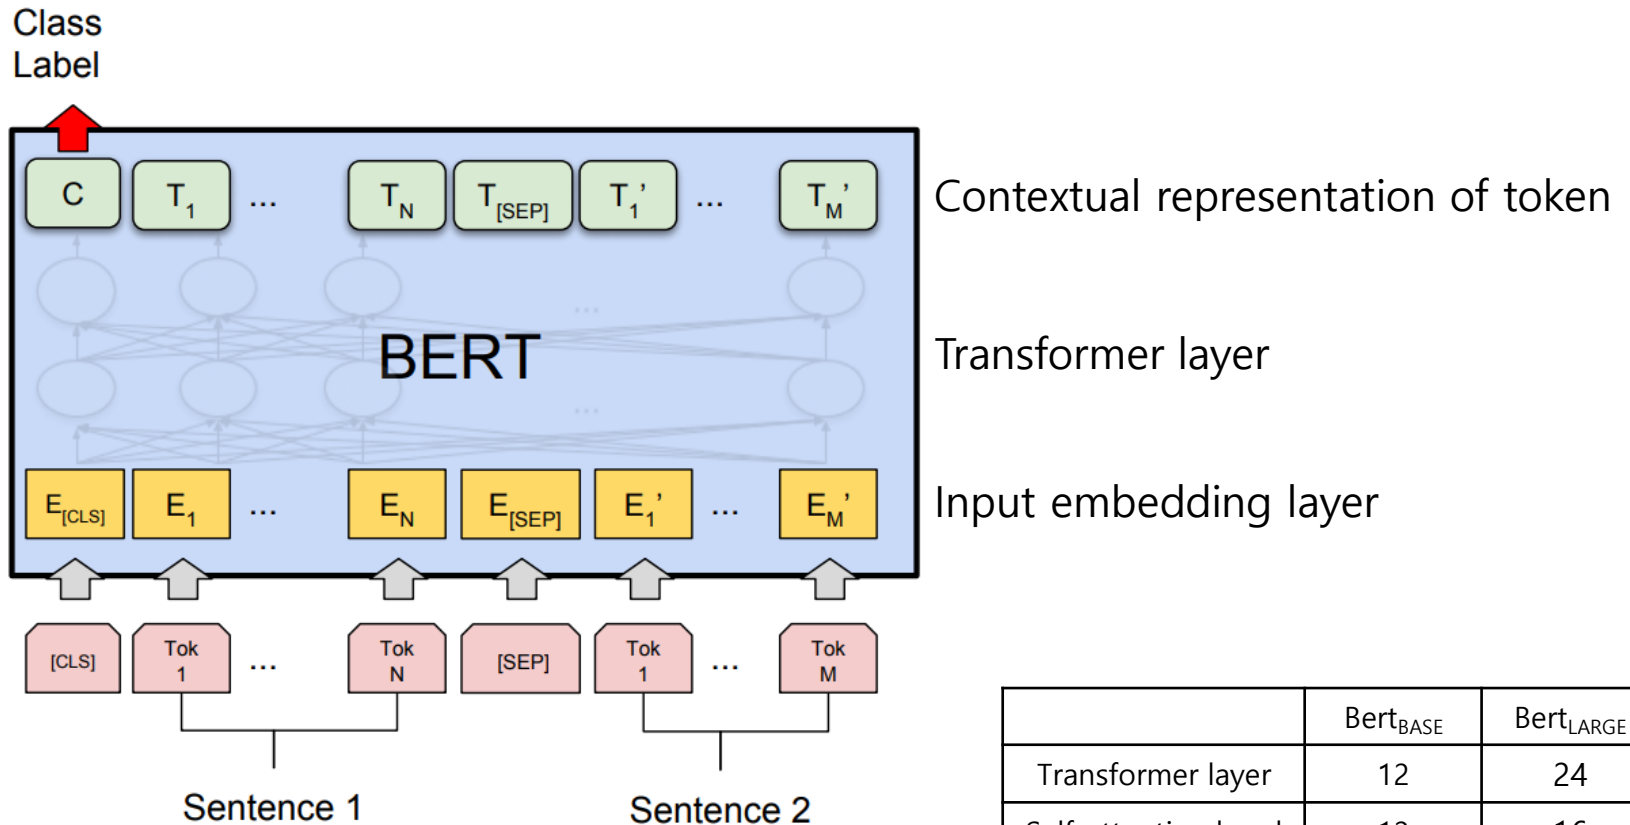 Class
Label
C T1 ... TN T[SEP] T1’ ... TM’
Contextual representation of token
...
BERT
Transformer layer
...
E[CLS] E1 ... EN E[SEP] E1’ ... EM’
Input embedding layer
[CLS] Tok 1 ... Tok N [SEP] Tok 1 ... Tok M
Sentence 1 Sentence 2
BertBASE BertLARGE
Transformer layer 12 24